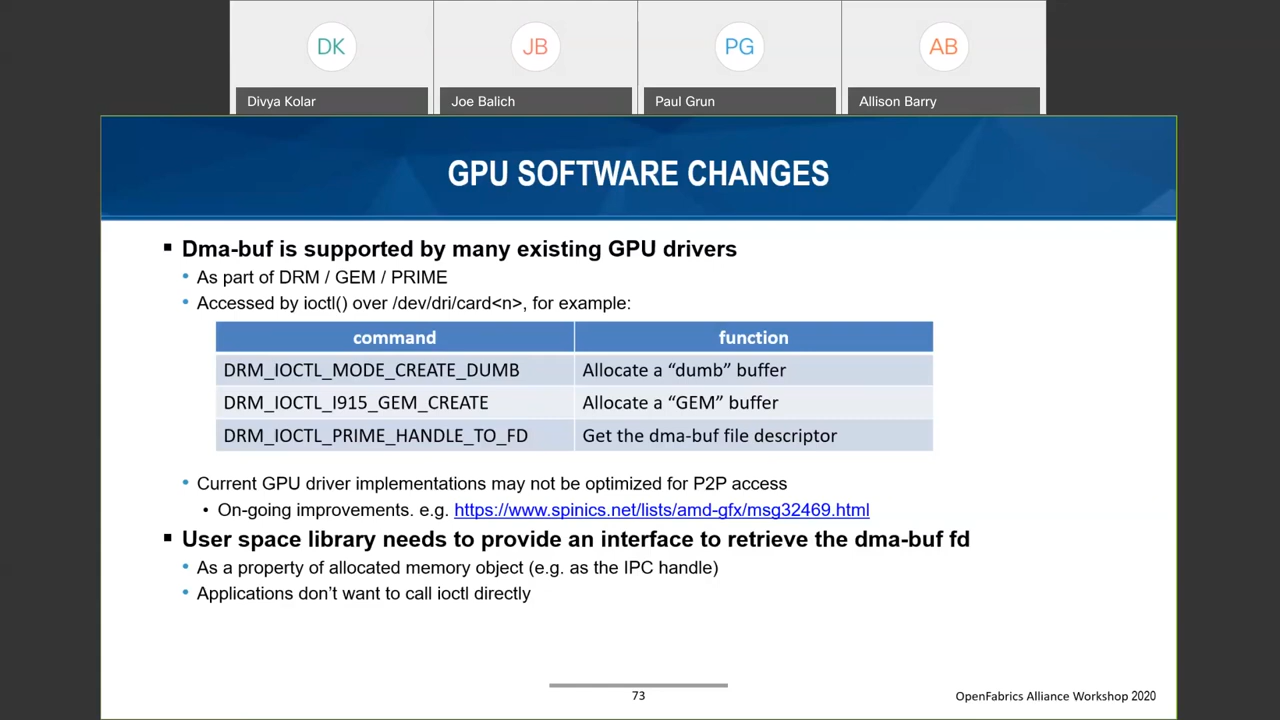 DK
JB
PG
AB
Divya Kolar
Joe Balich
Paul Grun
Allison Barry
GPU SOFTWARE CHANGES
▪ Dma-buf is supported by many existing GPU drivers
• As part of DRM / GEM / PRIME
• Accessed by ioctl() over /dev/dri/card<n>, for example:
command function
DRM_IOCTL_MODE_CREATE_DUMB Allocate a “dumb” buffer
DRM_IOCTL_I915_GEM_CREATE Allocate a “GEM” buffer
DRM_IOCTL_PRIME_HANDLE_TO_FD Get the dma-buf file descriptor
• Current GPU driver implementations may not be optimized for P2P access
• On-going improvements. e.g. https://www.spinics.net/lists/amd-gfx/msg32469.html
▪ User space library needs to provide an interface to retrieve the dma-buf fd
• As a property of allocated memory object (e.g. as the IPC handle)
• Applications don’t want to call ioctl directly
73
OpenFabrics Alliance Workshop 2020